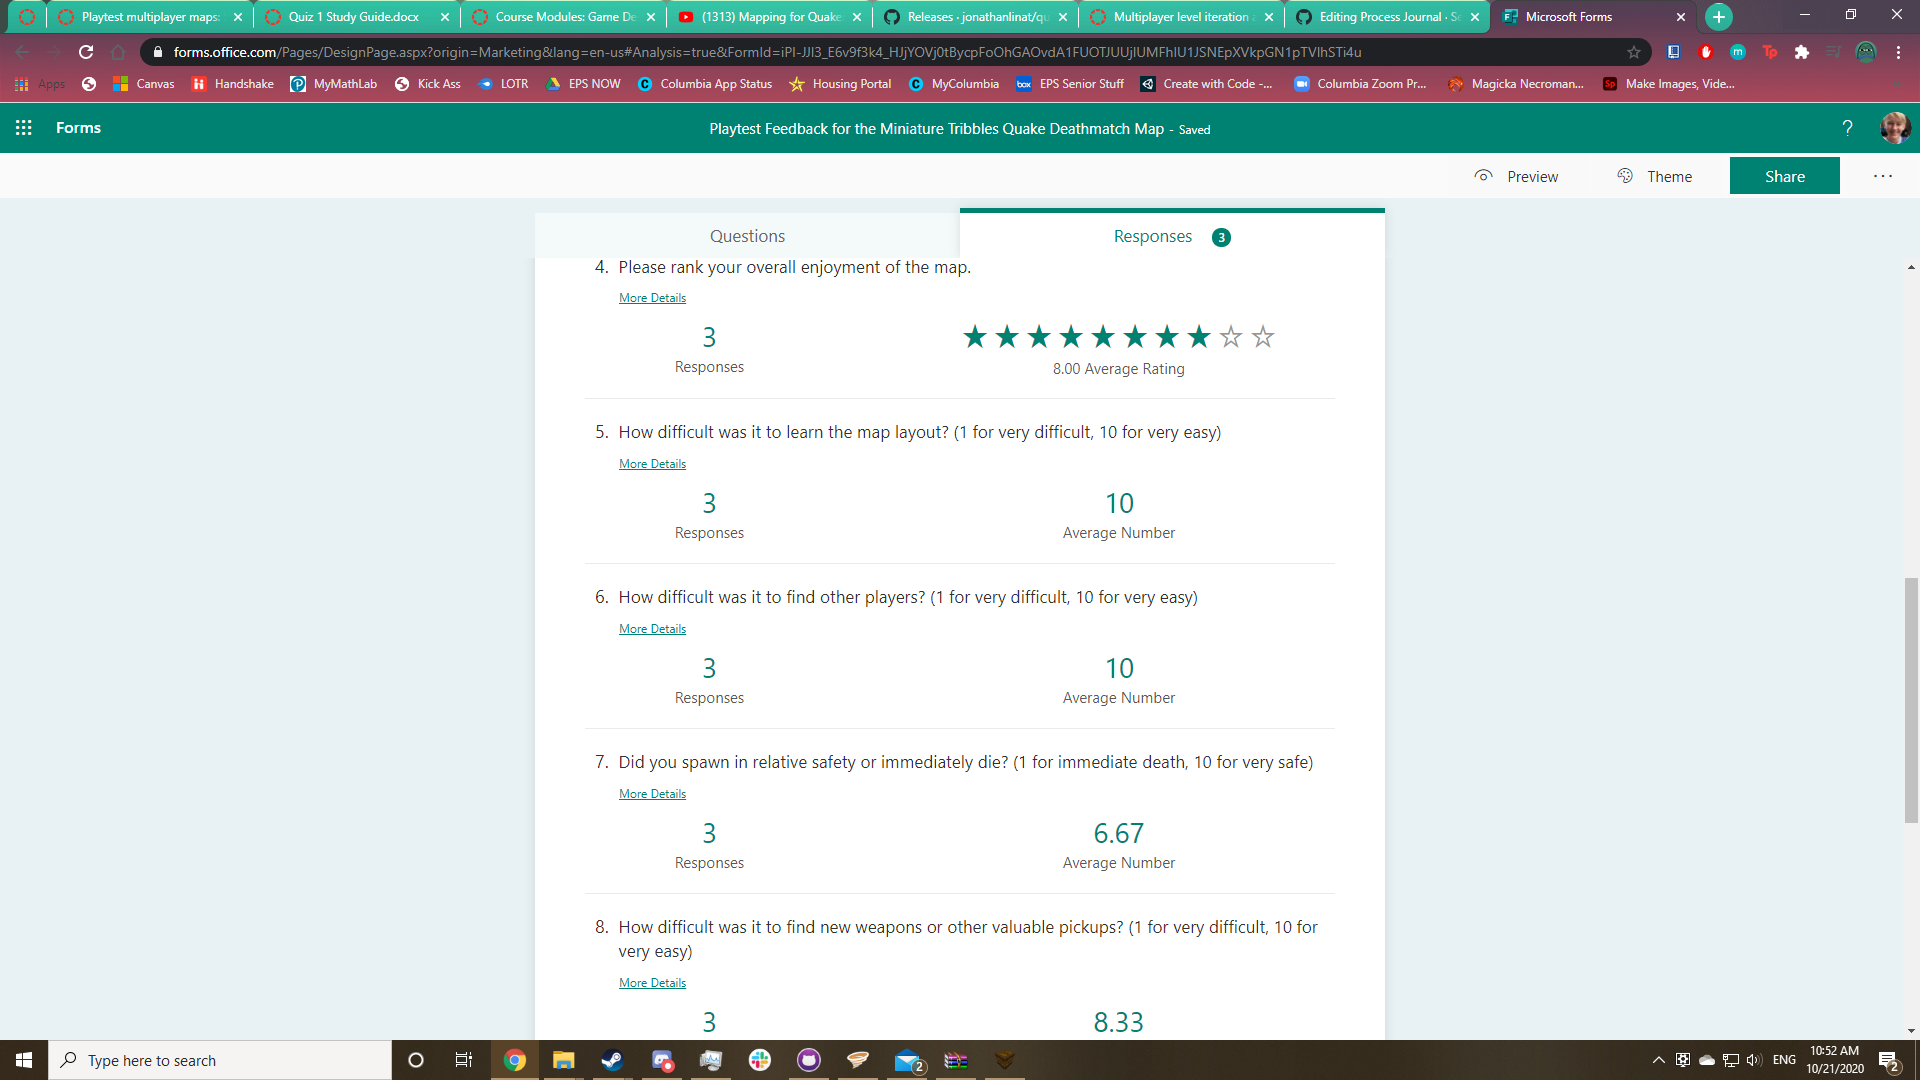 Playtest multiplayer maps:
Quiz 1 Study Guide.docx
Course Modules: Game De
(1313) Mapping for Quake
Releases · jonathanlinat/qu
Multiplayer level iteration
Editing Process Journal · Se
Microsoft Forms
forms.office.com/Pages/DesignPage.aspx?origin=Marketing&lang=en-us#Analysis=true&FormId=iPI-JJI3_E6v9f3k4_HJjYOVj0tBycpFoOhGAOvdA1FUOTJUUjlUMFhIU1JSNEpXVkpGN1pTVlhSTi4u
Apps
Canvas
Handshake
MyMathLab
Kick Ass
LOTR
EPS NOW
Columbia App Status
Housing Portal
MyColumbia
box
EPS Senior Stuff
Create with Code -...
Columbia Zoom Pr...
Magicka Necroman...
Make Images, Vide...
Forms
Playtest Feedback for the Miniature Tribbles Quake Deathmatch Map - Saved
?
Preview
Theme
Share
...
Questions
Responses 3
4. Please rank your overall enjoyment of the map.
More Details
3
Responses
8.00 Average Rating
5. How difficult was it to learn the map layout? (1 for very difficult, 10 for very easy)
More Details
3
Responses
10
Average Number
6. How difficult was it to find other players? (1 for very difficult, 10 for very easy)
More Details
3
Responses
10
Average Number
7. Did you spawn in relative safety or immediately die? (1 for immediate death, 10 for very safe)
More Details
3
Responses
6.67
Average Number
8. How difficult was it to find new weapons or other valuable pickups? (1 for very difficult, 10 for
very easy)
More Details
3
8.33
Type here to search
2
ENG
10:52 AM
10/21/2020
2